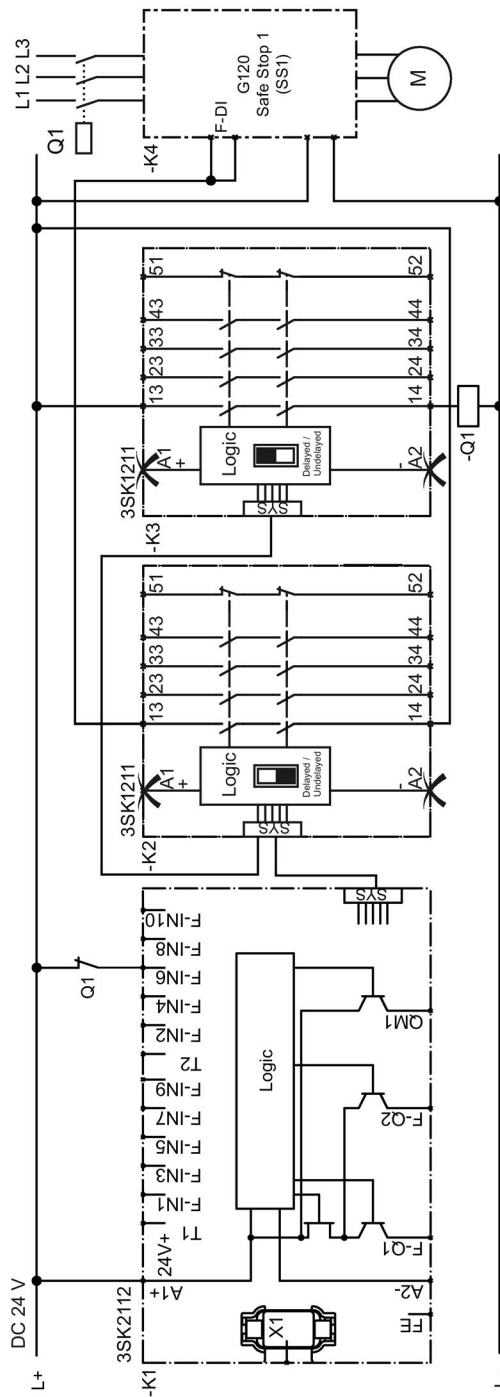 DC 24 V
L+
-K1
3SK2112
A1+
24V+
T1
F-IN1
F-IN3
F-IN5
F-IN7
F-IN9
T2
F-IN2
F-IN4
F-IN6
F-IN8
F-IN10
Q1
X1
Logic
FE
A2-
F-Q1
F-Q2
QM1
SYS
-K2
3SK1211
A1
+
13
23
33
43
51
SYS
Logic
Delayed /
Undelayed
-
A2
14
24
34
44
52
-K3
3SK1211
A1
+
13
23
33
43
51
SYS
Logic
Delayed /
Undelayed
-
A2
14
24
34
44
52
-Q1
-K4
F-DI
G120
Safe Stop 1
(SS1)
Q1
L1 L2 L3
M